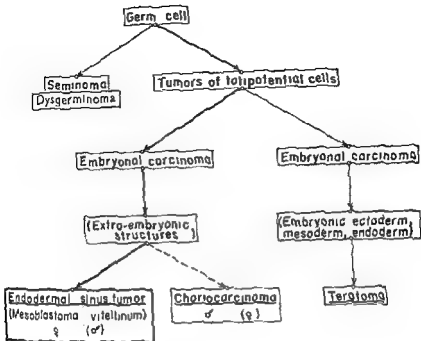 Germ cell
Seminoma
Dysgerminoma
Tumors of totipotential cells
Embryonal carcinoma
Embryonal carcinoma
(Extra-embryonic
structures)
(Embryonic ectoderm,
mesoderm, endoderm)
Endodermal sinus tumor
(Mesoblastoma vitellinum)
♀ (♂)
Choriocarcinoma
♂ (♀)
Teratoma